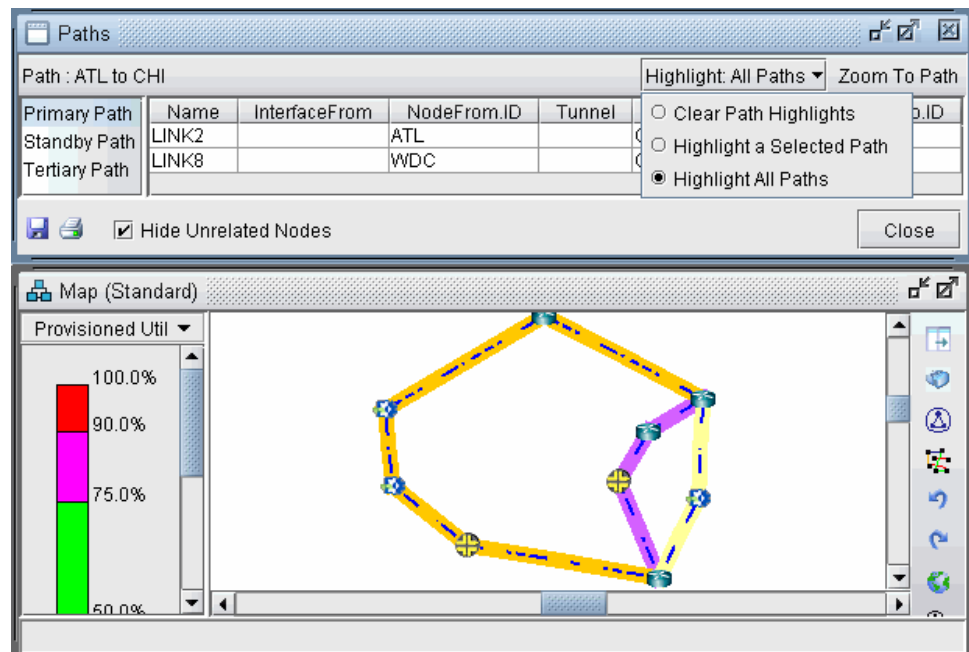 Paths
Path : ATL to CHI
Highlight: All Paths
Zoom To Path
Primary Path
Standby Path
Tertiary Path
Name InterfaceFrom NodeFrom.ID Tunnel
LINK2 ATL
LINK8 WDC
Clear Path Highlights
Highlight a Selected Path
Highlight All Paths
Hide Unrelated Nodes
Close
Map (Standard)
Provisioned Util
100.0%
90.0%
75.0%
50.0%